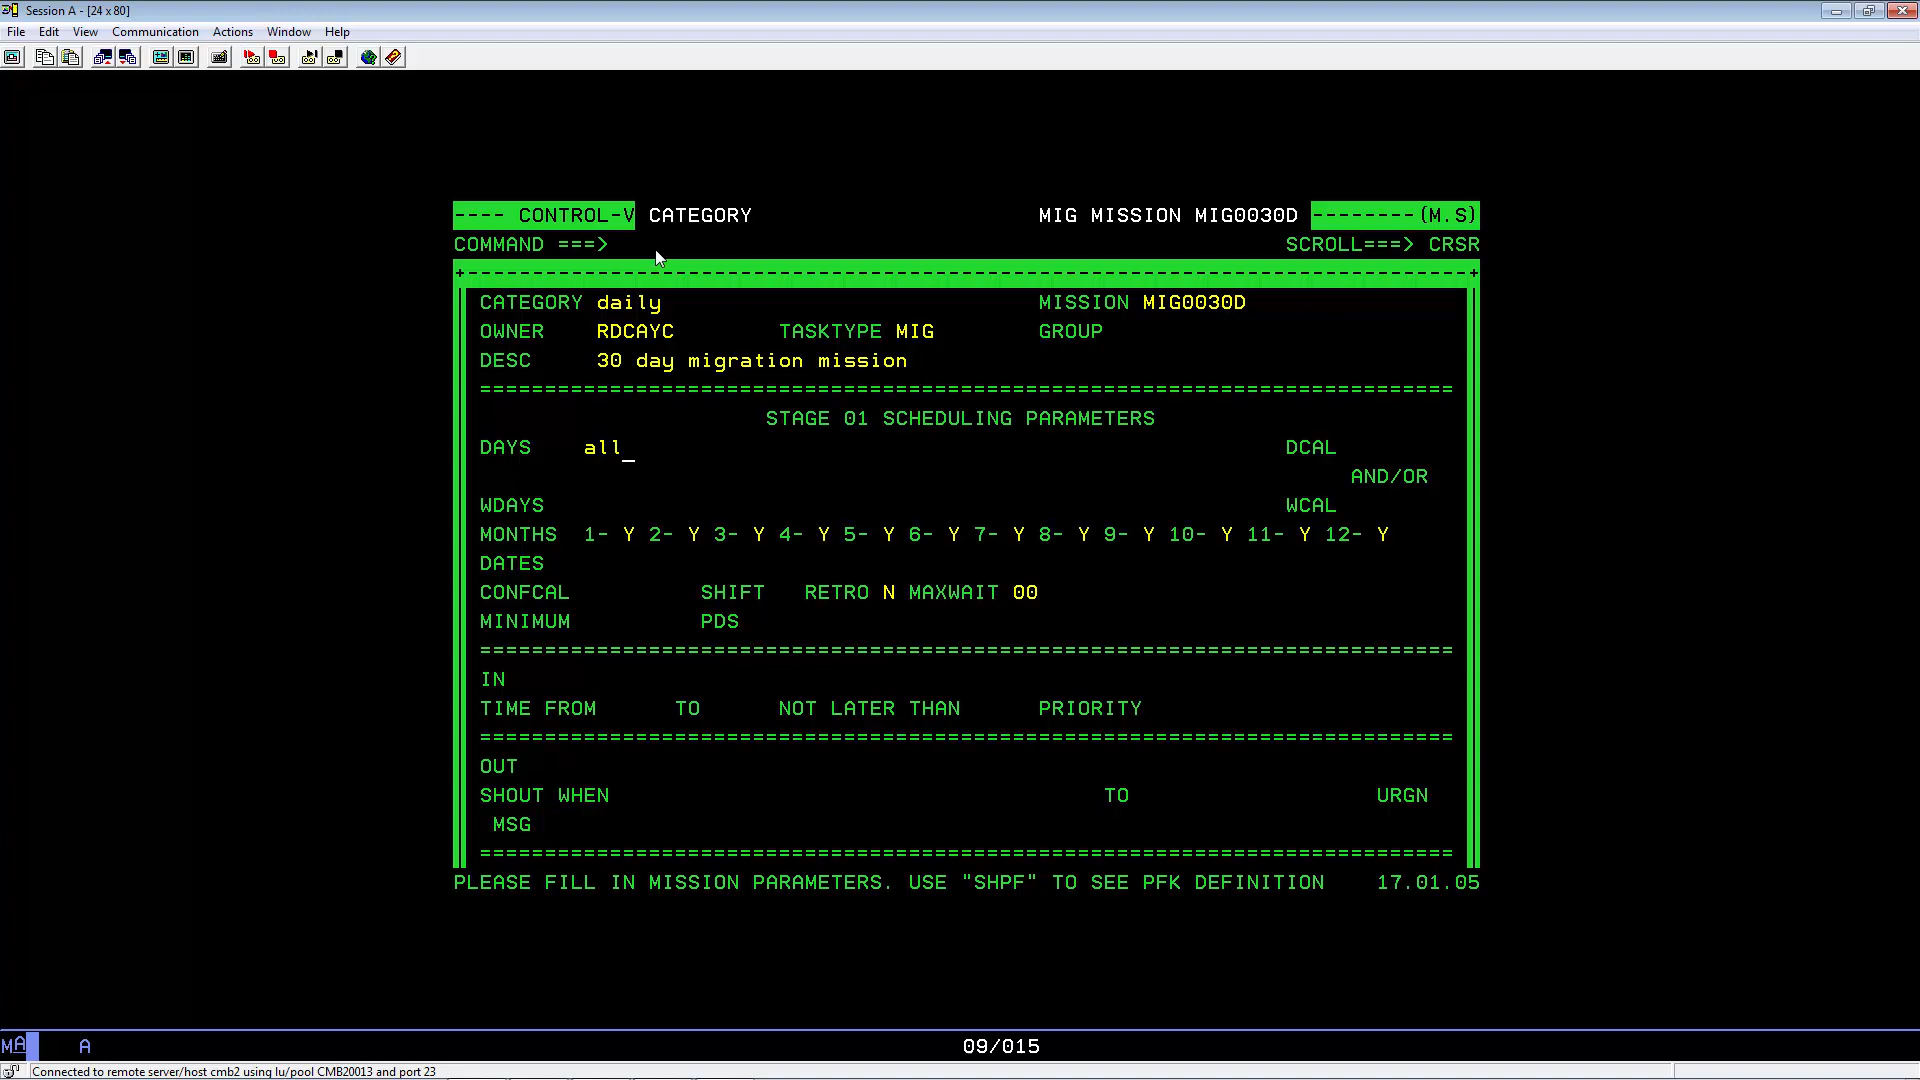 Session A - [24 x 80]
File Edit View Communication Actions Window Help
---- CONTROL-V CATEGORY MIG MISSION MIG0030D --------(M.S)
COMMAND ===> SCROLL===> CRSR
+-----------------------------------------------------------------------------+
CATEGORY daily MISSION MIG0030D
OWNER RDCAYC TASKTYPE MIG GROUP
DESC 30 day migration mission
===========================================================================
STAGE 01 SCHEDULING PARAMETERS
DAYS all_ DCAL
AND/OR
WDAYS WCAL
MONTHS 1- Y 2- Y 3- Y 4- Y 5- Y 6- Y 7- Y 8- Y 9- Y 10- Y 11- Y 12- Y
DATES
CONFCAL SHIFT RETRO N MAXWAIT 00
MINIMUM PDS
===========================================================================
IN
TIME FROM TO NOT LATER THAN PRIORITY
===========================================================================
OUT
SHOUT WHEN TO URGN
MSG
===========================================================================
PLEASE FILL IN MISSION PARAMETERS. USE "SHPF" TO SEE PFK DEFINITION 17.01.05
MA A 09/015
Connected to remote server/host cmb2 using lu/pool CMB20013 and port 23